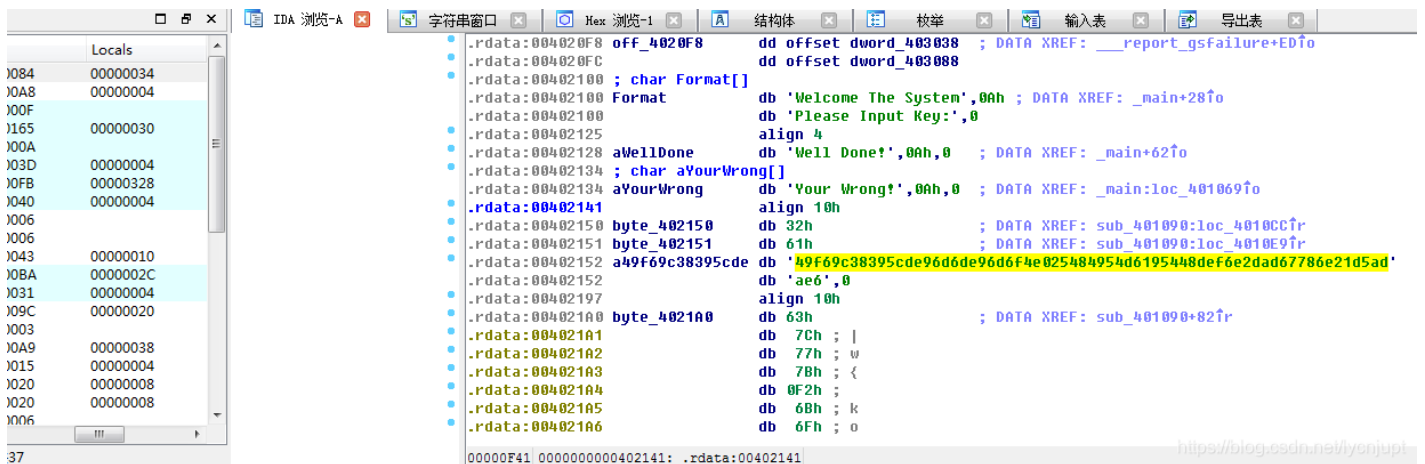 IDA 浏览-A 字符串窗口 Hex 浏览-1 结构体 枚举 输入表 导出表
Locals
0084 00000034
00A8 00000004
000F
0165 00000030
000A
003D 00000004
00FB 00000328
0040 00000004
0006
0006
0043 00000010
00BA 0000002C
0031 00000004
009C 00000020
0003
00A9 00000038
0015 00000004
0020 00000008
0020 00000008
0006
:37
.rdata:004020F8 off_4020F8 dd offset dword_403038 ; DATA XREF: ___report_gsfailure+ED↑o
.rdata:004020FC dd offset dword_403088
.rdata:00402100 ; char Format[]
.rdata:00402100 Format db 'Welcome The System',0Ah ; DATA XREF: _main+28↑o
.rdata:00402100 db 'Please Input Key:',0
.rdata:00402125 align 4
.rdata:00402128 aWellDone db 'Well Done!',0Ah,0 ; DATA XREF: _main+62↑o
.rdata:00402134 ; char aYourWrong[]
.rdata:00402134 aYourWrong db 'Your Wrong!',0Ah,0 ; DATA XREF: _main:loc_401069↑o
.rdata:00402141 align 10h
.rdata:00402150 byte_402150 db 32h ; DATA XREF: sub_401090:loc_4010CC↑r
.rdata:00402151 byte_402151 db 61h ; DATA XREF: sub_401090:loc_4010E9↑r
.rdata:00402152 a49f69c38395cde db '49f69c38395cde96d6de96d6f4e025484954d6195448def6e2dad67786e21d5ad'
.rdata:00402152 db 'ae6',0
.rdata:00402197 align 10h
.rdata:004021A0 byte_4021A0 db 63h ; DATA XREF: sub_401090+82↑r
.rdata:004021A1 db 7Ch ; |
.rdata:004021A2 db 77h ; w
.rdata:004021A3 db 7Bh ; {
.rdata:004021A4 db 0F2h ;
.rdata:004021A5 db 6Bh ; k
.rdata:004021A6 db 6Fh ; o
00000F41 0000000000402141: .rdata:00402141
https://blog.csdn.net/lycnjupt